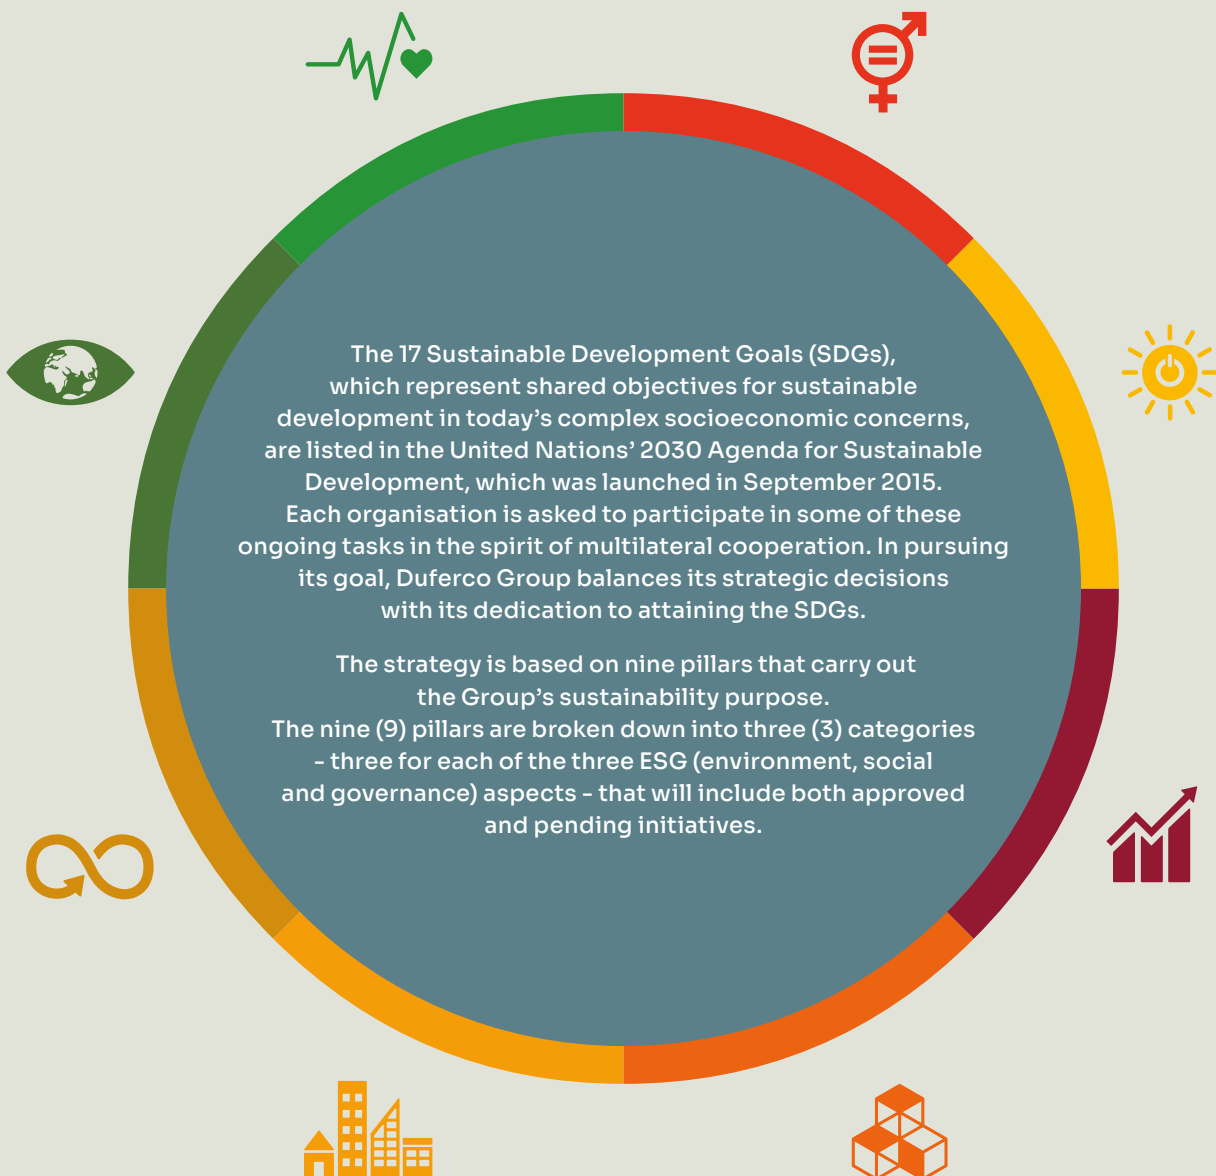 The 17 Sustainable Development Goals (SDGs),
which represent shared objectives for sustainable
development in today’s complex socioeconomic concerns,
are listed in the United Nations’ 2030 Agenda for Sustainable
Development, which was launched in September 2015.
Each organisation is asked to participate in some of these
ongoing tasks in the spirit of multilateral cooperation. In pursuing
its goal, Duferco Group balances its strategic decisions
with its dedication to attaining the SDGs.
The strategy is based on nine pillars that carry out
the Group’s sustainability purpose.
The nine (9) pillars are broken down into three (3) categories
- three for each of the three ESG (environment, social
and governance) aspects - that will include both approved
and pending initiatives.